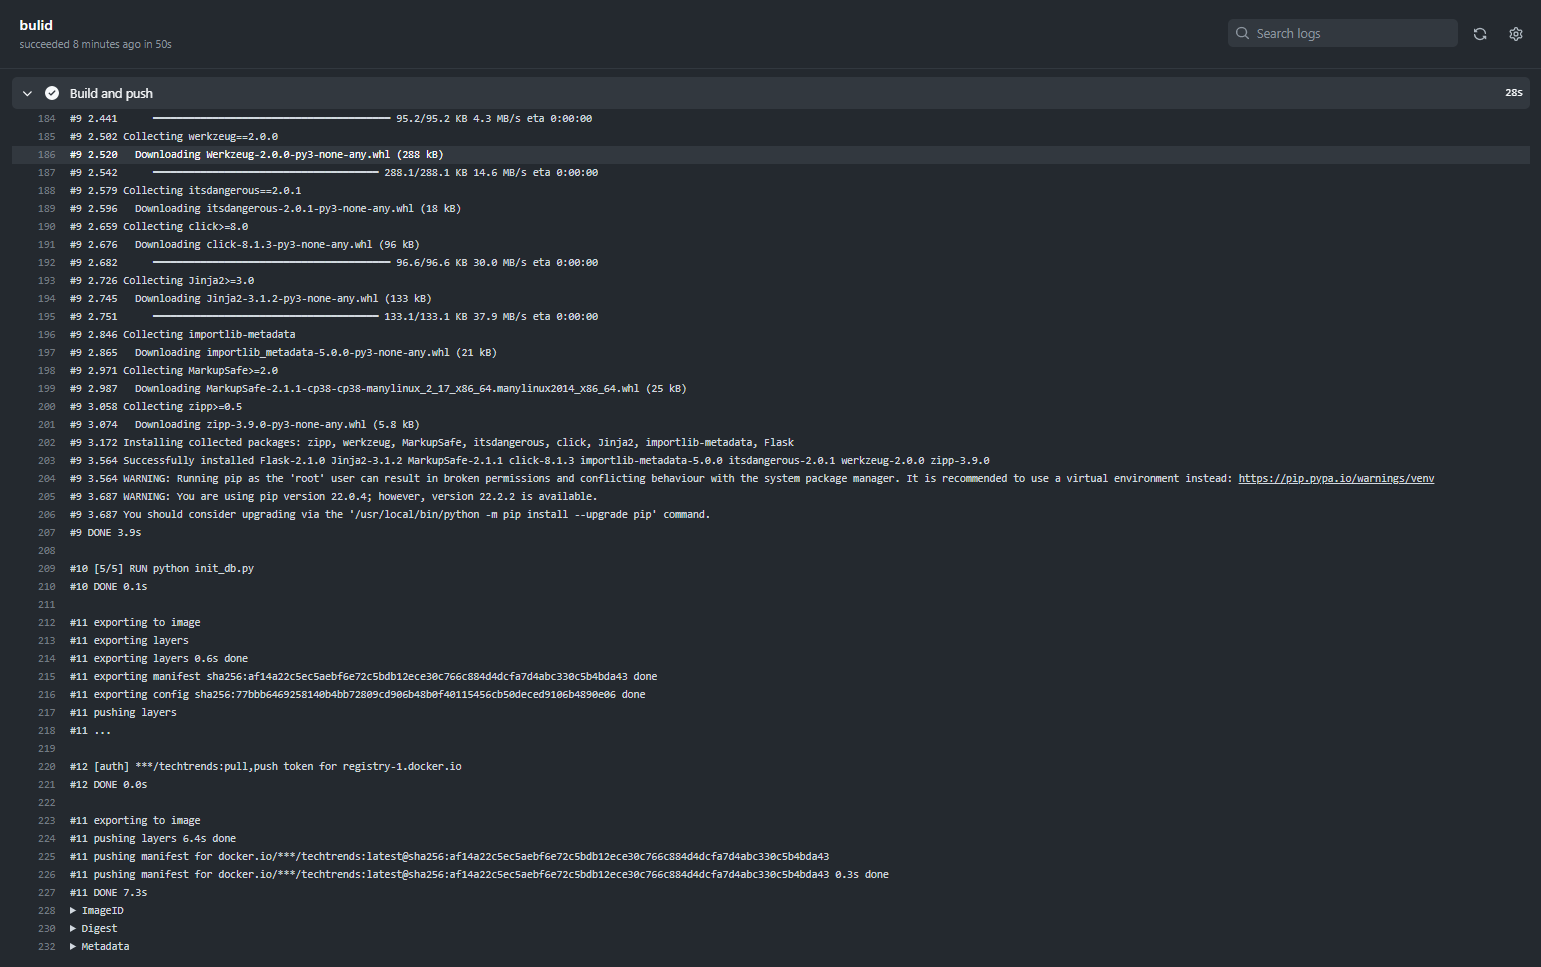 bulid
succeeded 8 minutes ago in 50s
Search logs
Build and push
28s
184 #9 2.441 95.2/95.2 KB 4.3 MB/s eta 0:00:00
185 #9 2.502 Collecting werkzeug==2.0.0
186 #9 2.520 Downloading Werkzeug-2.0.0-py3-none-any.whl (288 kB)
187 #9 2.542 288.1/288.1 KB 14.6 MB/s eta 0:00:00
188 #9 2.579 Collecting itsdangerous==2.0.1
189 #9 2.596 Downloading itsdangerous-2.0.1-py3-none-any.whl (18 kB)
190 #9 2.659 Collecting click>=8.0
191 #9 2.676 Downloading click-8.1.3-py3-none-any.whl (96 kB)
192 #9 2.682 96.6/96.6 KB 30.0 MB/s eta 0:00:00
193 #9 2.726 Collecting Jinja2>=3.0
194 #9 2.745 Downloading Jinja2-3.1.2-py3-none-any.whl (133 kB)
195 #9 2.751 133.1/133.1 KB 37.9 MB/s eta 0:00:00
196 #9 2.846 Collecting importlib-metadata
197 #9 2.865 Downloading importlib_metadata-5.0.0-py3-none-any.whl (21 kB)
198 #9 2.971 Collecting MarkupSafe>=2.0
199 #9 2.987 Downloading MarkupSafe-2.1.1-cp38-cp38-manylinux_2_17_x86_64.manylinux2014_x86_64.whl (25 kB)
200 #9 3.058 Collecting zipp>=0.5
201 #9 3.074 Downloading zipp-3.9.0-py3-none-any.whl (5.8 kB)
202 #9 3.172 Installing collected packages: zipp, werkzeug, MarkupSafe, itsdangerous, click, Jinja2, importlib-metadata, Flask
203 #9 3.564 Successfully installed Flask-2.1.0 Jinja2-3.1.2 MarkupSafe-2.1.1 click-8.1.3 importlib-metadata-5.0.0 itsdangerous-2.0.1 werkzeug-2.0.0 zipp-3.9.0
204 #9 3.564 WARNING: Running pip as the 'root' user can result in broken permissions and conflicting behaviour with the system package manager. It is recommended to use a virtual environment instead: https://pip.pypa.io/warnings/venv
205 #9 3.687 WARNING: You are using pip version 22.0.4; however, version 22.2.2 is available.
206 #9 3.687 You should consider upgrading via the '/usr/local/bin/python -m pip install --upgrade pip' command.
207 #9 DONE 3.9s
208
209 #10 [5/5] RUN python init_db.py
210 #10 DONE 0.1s
211
212 #11 exporting to image
213 #11 exporting layers
214 #11 exporting layers 0.6s done
215 #11 exporting manifest sha256:af14a22c5ec5aebf6e72c5bdb12ece30c766c884d4dcfa7d4abc330c5b4bda43 done
216 #11 exporting config sha256:77bbb6469258140b4bb72809cd906b48b0f40115456cb50deced9106b4890e06 done
217 #11 pushing layers
218 #11 ...
219
220 #12 [auth] ***/techtrends:pull,push token for registry-1.docker.io
221 #12 DONE 0.0s
222
223 #11 exporting to image
224 #11 pushing layers 6.4s done
225 #11 pushing manifest for docker.io/***/techtrends:latest@sha256:af14a22c5ec5aebf6e72c5bdb12ece30c766c884d4dcfa7d4abc330c5b4bda43
226 #11 pushing manifest for docker.io/***/techtrends:latest@sha256:af14a22c5ec5aebf6e72c5bdb12ece30c766c884d4dcfa7d4abc330c5b4bda43 0.3s done
227 #11 DONE 7.3s
228 ▶ ImageID
230 ▶ Digest
232 ▶ Metadata